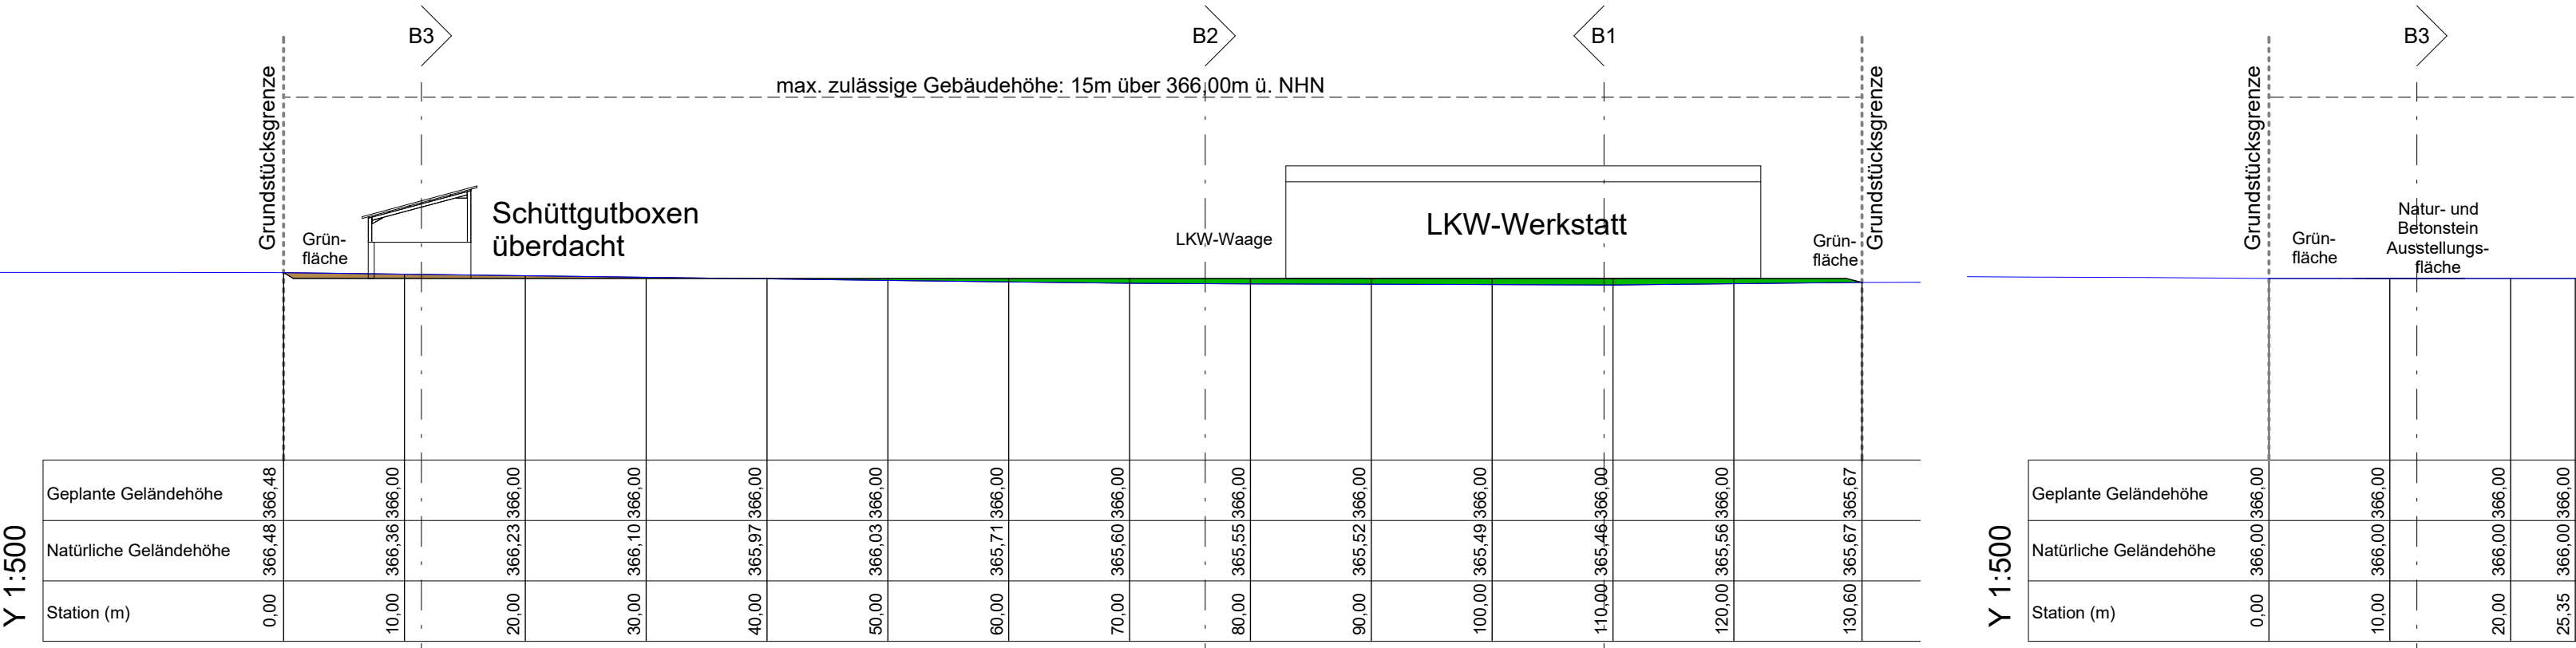 B3
B2
B1
B3
max. zulässige Gebäudehöhe: 15m über 366,00m ü. NHN
Grundstücksgrenze
Grundstücksgrenze
Grundstücksgrenze
Grün-
fläche
Schüttgutboxen
überdacht
LKW-Waage
LKW-Werkstatt
Grün-
fläche
Grün-
fläche
Natur- und
Betonstein
Ausstellungs-
fläche
Y 1:500
Geplante Geländehöhe 366,48 366,00 366,00 366,00 366,00 366,00 366,00 366,00 366,00 366,00 366,00 366,00 366,00 365,67
Natürliche Geländehöhe 366,48 366,36 366,23 366,10 365,97 366,03 365,71 365,60 365,55 365,52 365,49 365,46 365,56 365,67
Station (m) 0,00 10,00 20,00 30,00 40,00 50,00 60,00 70,00 80,00 90,00 100,00 110,00 120,00 130,60
Y 1:500
Geplante Geländehöhe 366,00 366,00 366,00 366,00
Natürliche Geländehöhe 366,00 366,00 366,00 366,00
Station (m) 0,00 10,00 20,00 25,35